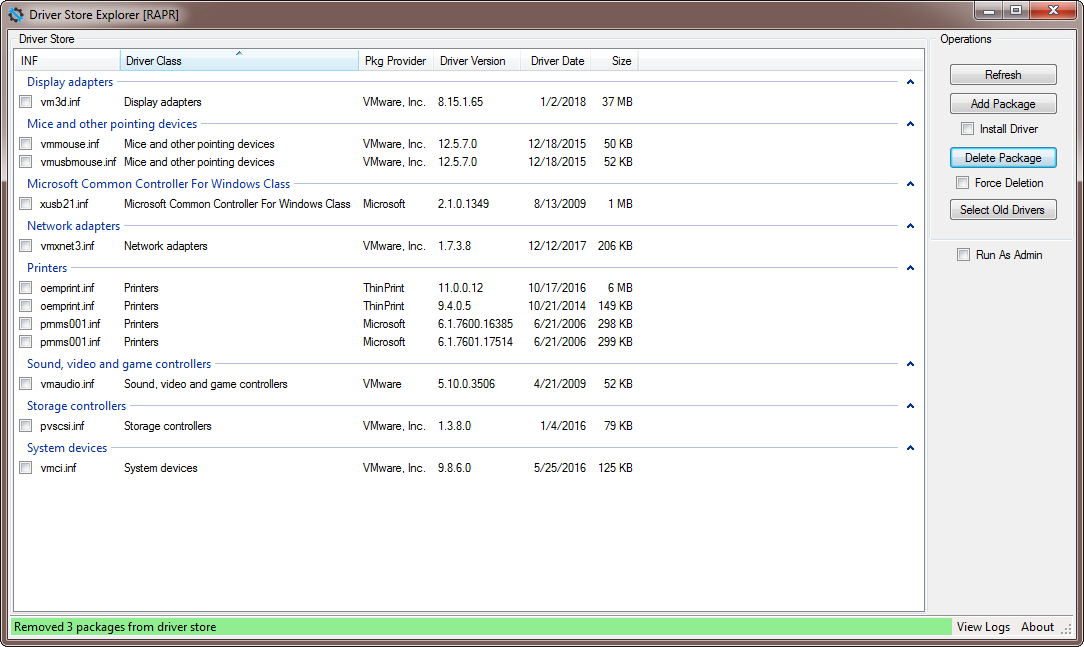 Driver Store Explorer [RAPR]
Driver Store
INF Driver Class Pkg Provider Driver Version Driver Date Size
Display adapters
vm3d.inf Display adapters VMware, Inc. 8.15.1.65 1/2/2018 37 MB
Mice and other pointing devices
vmmouse.inf Mice and other pointing devices VMware, Inc. 12.5.7.0 12/18/2015 50 KB
vmusbmouse.inf Mice and other pointing devices VMware, Inc. 12.5.7.0 12/18/2015 52 KB
Microsoft Common Controller For Windows Class
xusb21.inf Microsoft Common Controller For Windows Class Microsoft 2.1.0.1349 8/13/2009 1 MB
Network adapters
vmxnet3.inf Network adapters VMware, Inc. 1.7.3.8 12/12/2017 206 KB
Printers
oemprint.inf Printers ThinPrint 11.0.0.12 10/17/2016 6 MB
oemprint.inf Printers ThinPrint 9.4.0.5 10/21/2014 149 KB
prnms001.inf Printers Microsoft 6.1.7600.16385 6/21/2006 298 KB
prnms001.inf Printers Microsoft 6.1.7601.17514 6/21/2006 299 KB
Sound, video and game controllers
vmaudio.inf Sound, video and game controllers VMware 5.10.0.3506 4/21/2009 52 KB
Storage controllers
pvscsi.inf Storage controllers VMware, Inc. 1.3.8.0 1/4/2016 79 KB
System devices
vmci.inf System devices VMware, Inc. 9.8.6.0 5/25/2016 125 KB
Operations
Refresh
Add Package
Install Driver
Delete Package
Force Deletion
Select Old Drivers
Run As Admin
Removed 3 packages from driver store
View Logs About